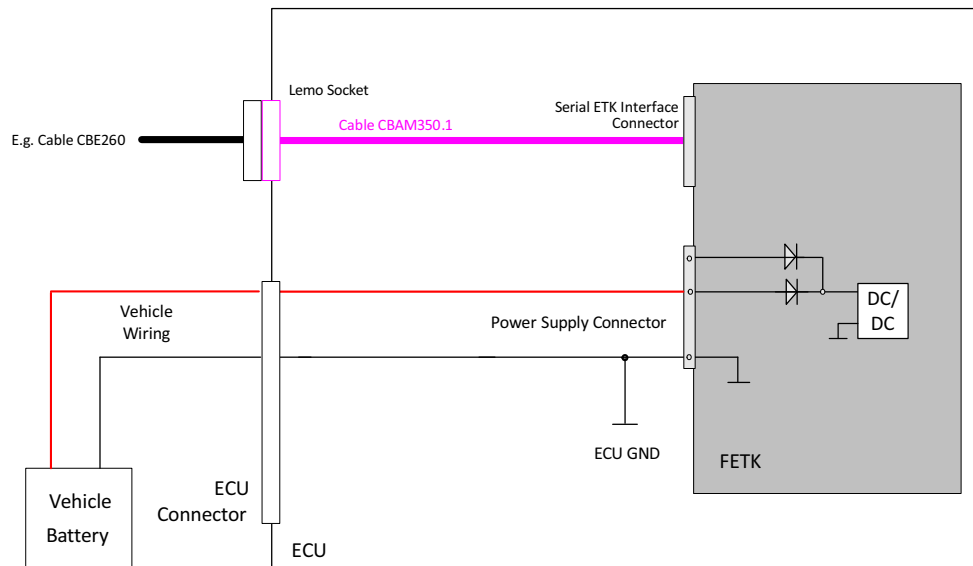 Lemo Socket
Serial ETK Interface
Connector
Cable CBAM350.1
E.g. Cable CBE260
Vehicle
Wiring
Power Supply Connector
DC/
DC
ECU GND
FETK
Vehicle
Battery
ECU
Connector
ECU